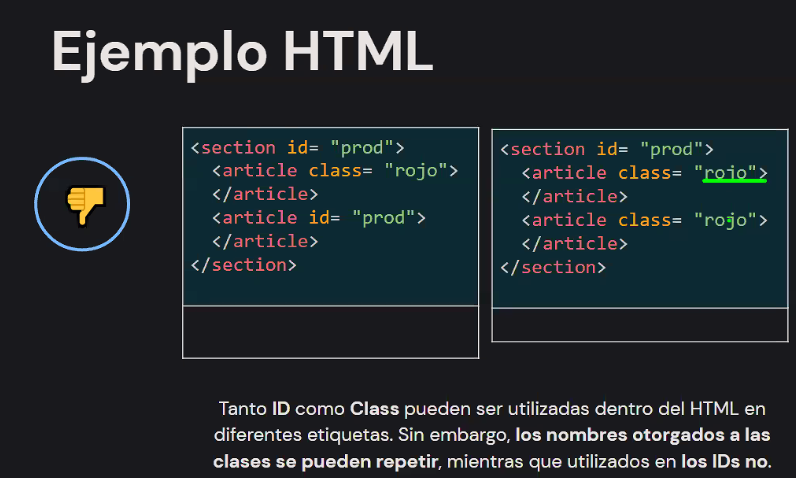 Ejemplo HTML
<section id= "prod">
<article class= "rojo">
</article>
<article id= "prod">
</article>
</section>
<section id= "prod">
<article class= "rojo">
</article>
<article class= "rojo">
</article>
</section>
Tanto ID como Class pueden ser utilizadas dentro del HTML en
diferentes etiquetas. Sin embargo, los nombres otorgados a las
clases se pueden repetir, mientras que utilizados en los IDs no.